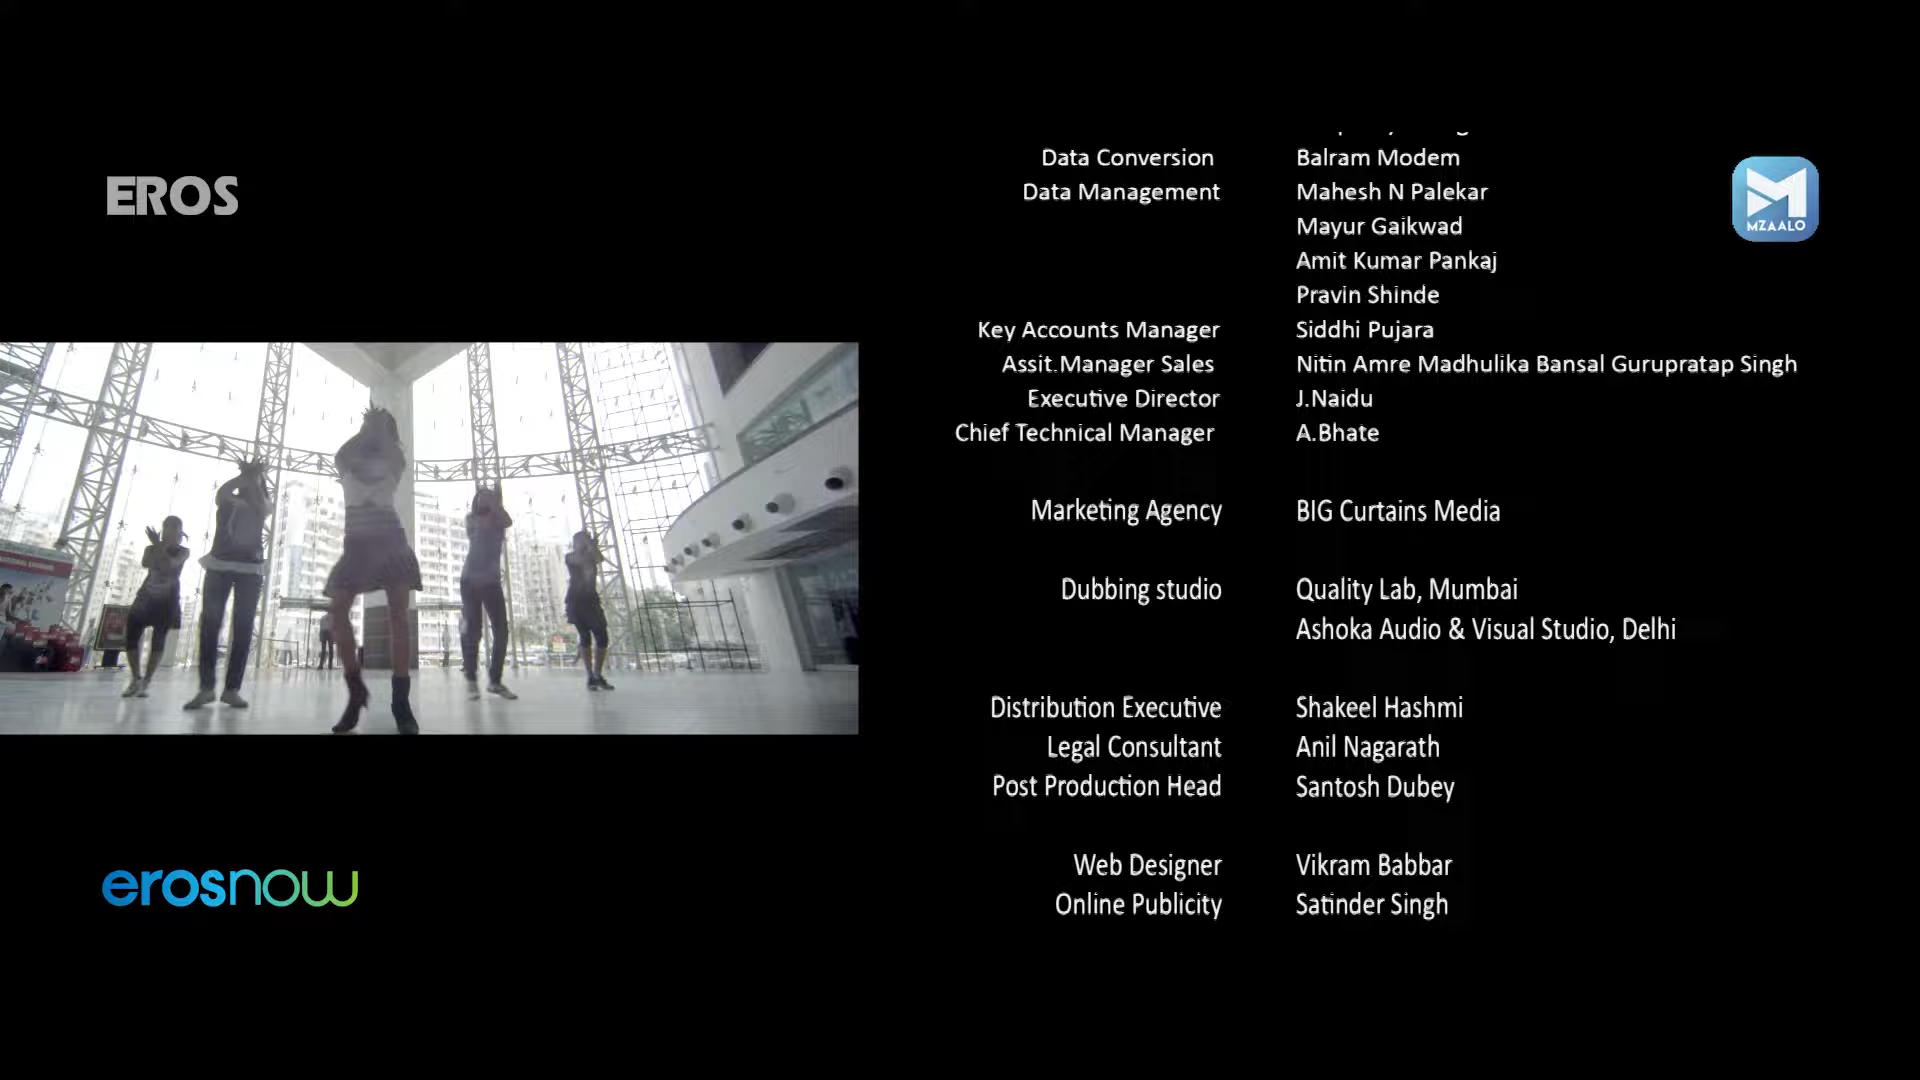 EROS
MZAALO
Data Conversion Balram Modem
Data Management Mahesh N Palekar
Mayur Gaikwad
Amit Kumar Pankaj
Pravin Shinde
Key Accounts Manager Siddhi Pujara
Assit.Manager Sales Nitin Amre Madhulika Bansal Gurupratap Singh
Executive Director J.Naidu
Chief Technical Manager A.Bhate
Marketing Agency BIG Curtains Media
Dubbing studio Quality Lab, Mumbai
Ashoka Audio & Visual Studio, Delhi
Distribution Executive Shakeel Hashmi
Legal Consultant Anil Nagarath
Post Production Head Santosh Dubey
Web Designer Vikram Babbar
Online Publicity Satinder Singh
erosnow